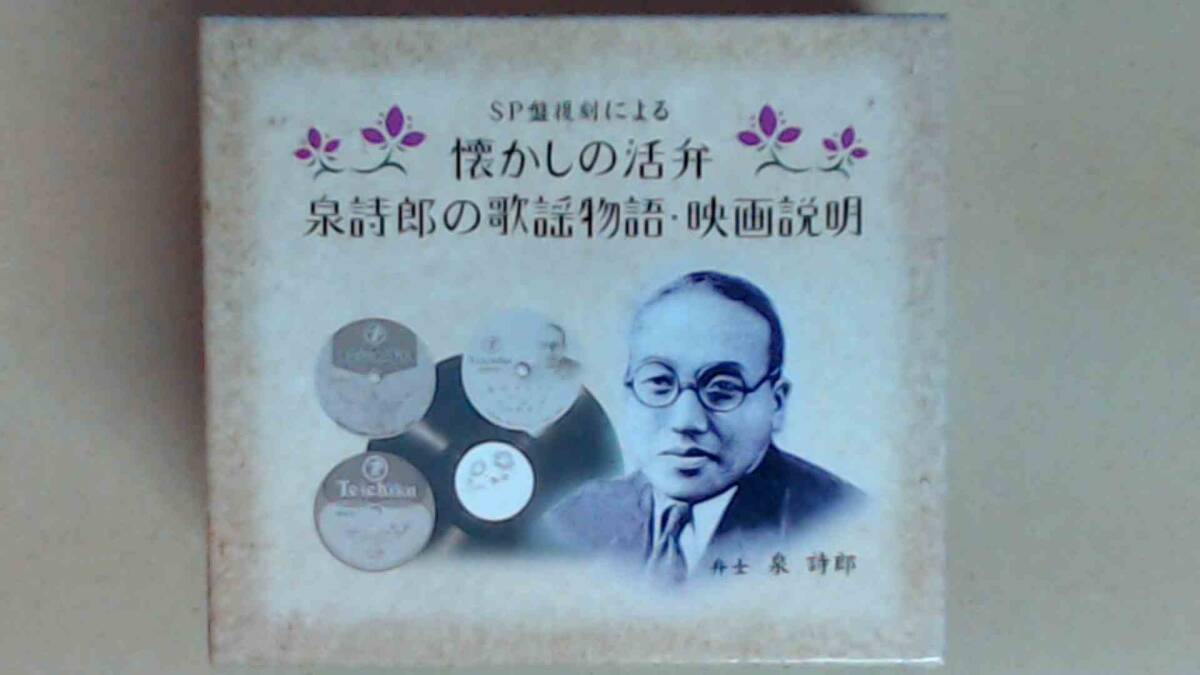 SP盤復刻による
懐かしの活弁
泉詩郎の歌謡物語・映画説明
Teichiku
Teichiku
弁士 泉 詩郎